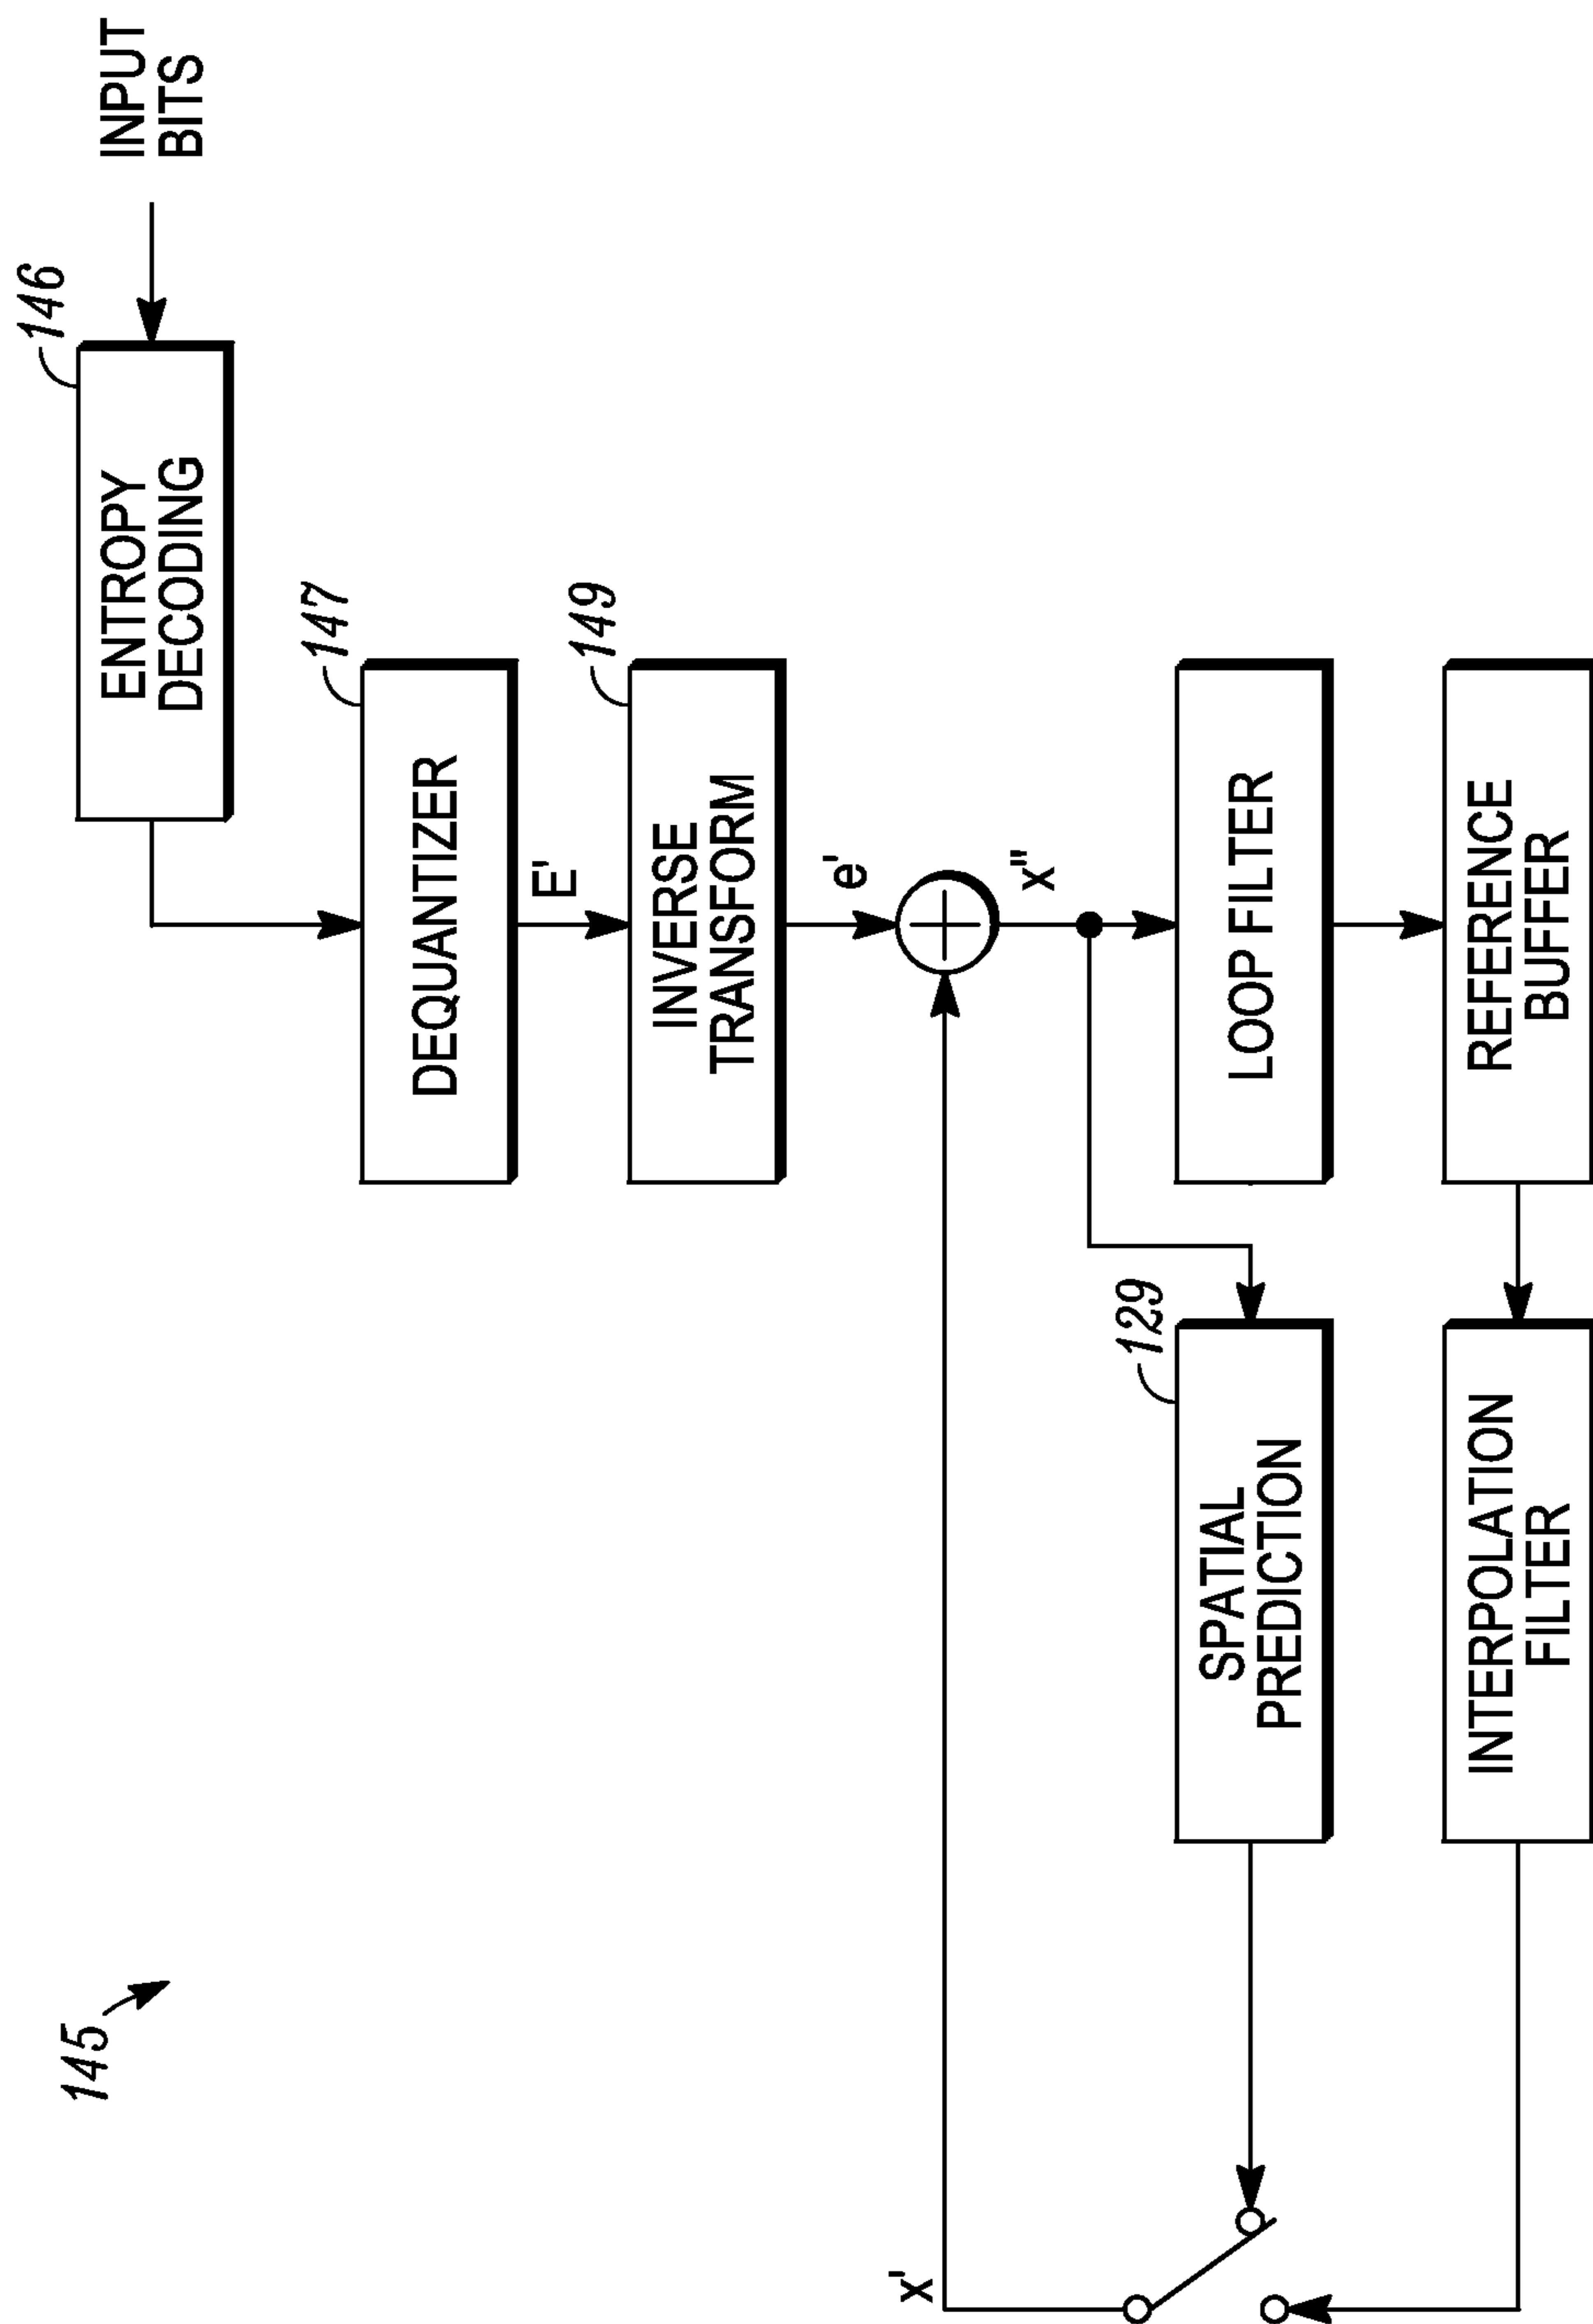 145
146
INPUT
BITS
ENTROPY
DECODING
147
DEQUANTIZER
E'
149
INVERSE
TRANSFORM
e'
x'
x"
129
SPATIAL
PREDICTION
LOOP FILTER
INTERPOLATION
FILTER
REFERENCE
BUFFER